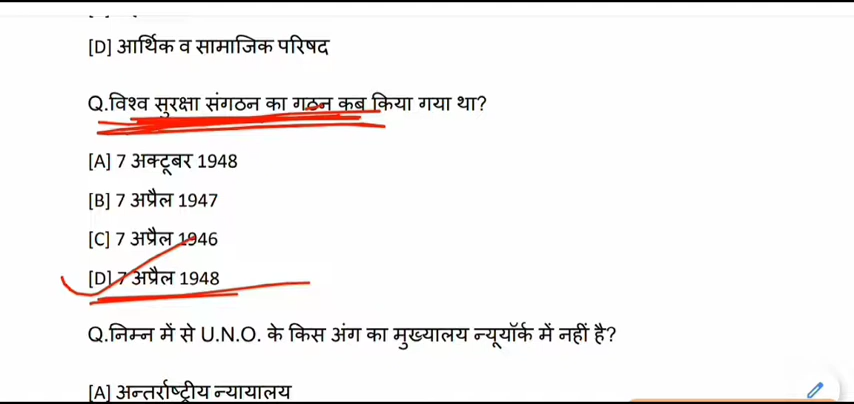 [D] आर्थिक व सामाजिक परिषद
Q.विश्व सुरक्षा संगठन का गठन कब किया गया था?
[A] 7 अक्टूबर 1948
[B] 7 अप्रैल 1947
[C] 7 अप्रैल 1946
[D] 7 अप्रैल 1948
Q.निम्न में से U.N.O. के किस अंग का मुख्यालय न्यूयॉर्क में नहीं है?
[A] अन्तर्राष्ट्रीय न्यायालय